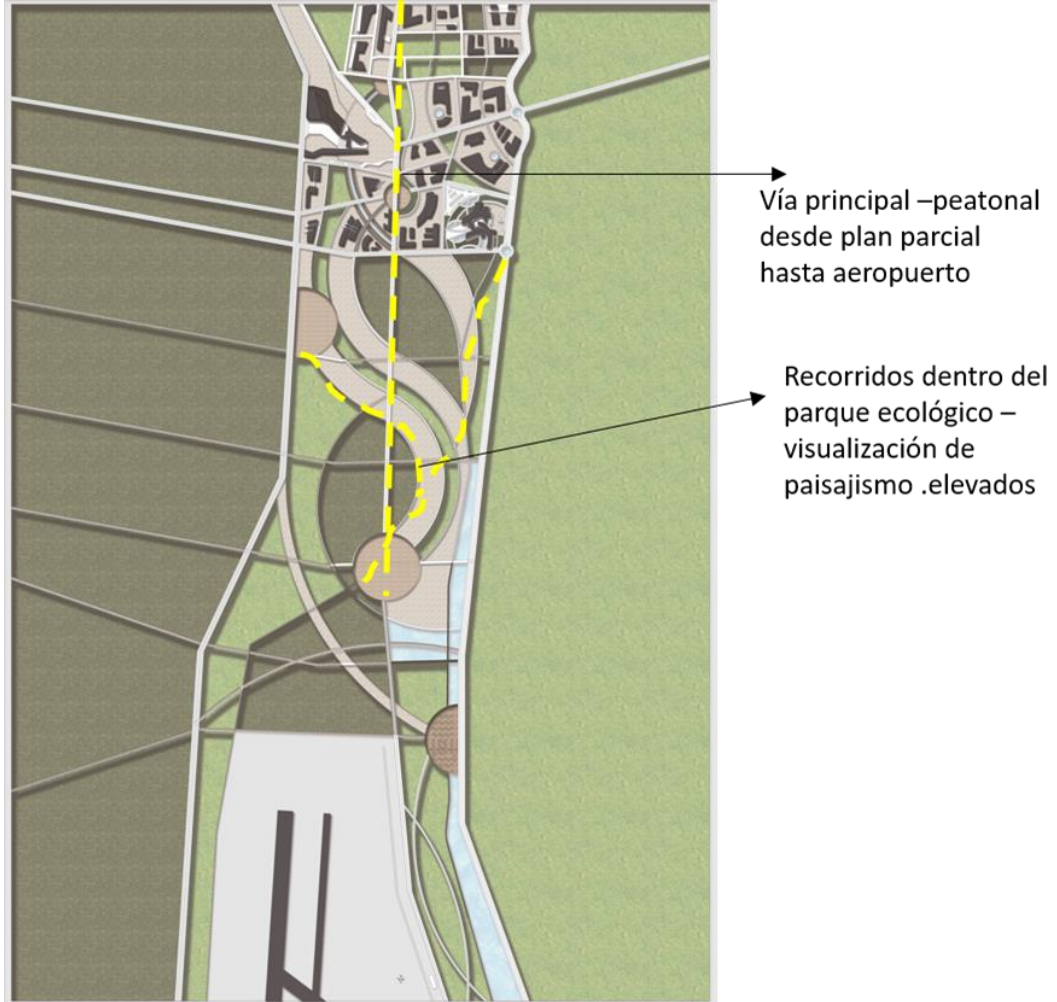 Vía principal –peatonal
desde plan parcial
hasta aeropuerto
Recorridos dentro del
parque ecológico –
visualización de
paisajismo .elevados